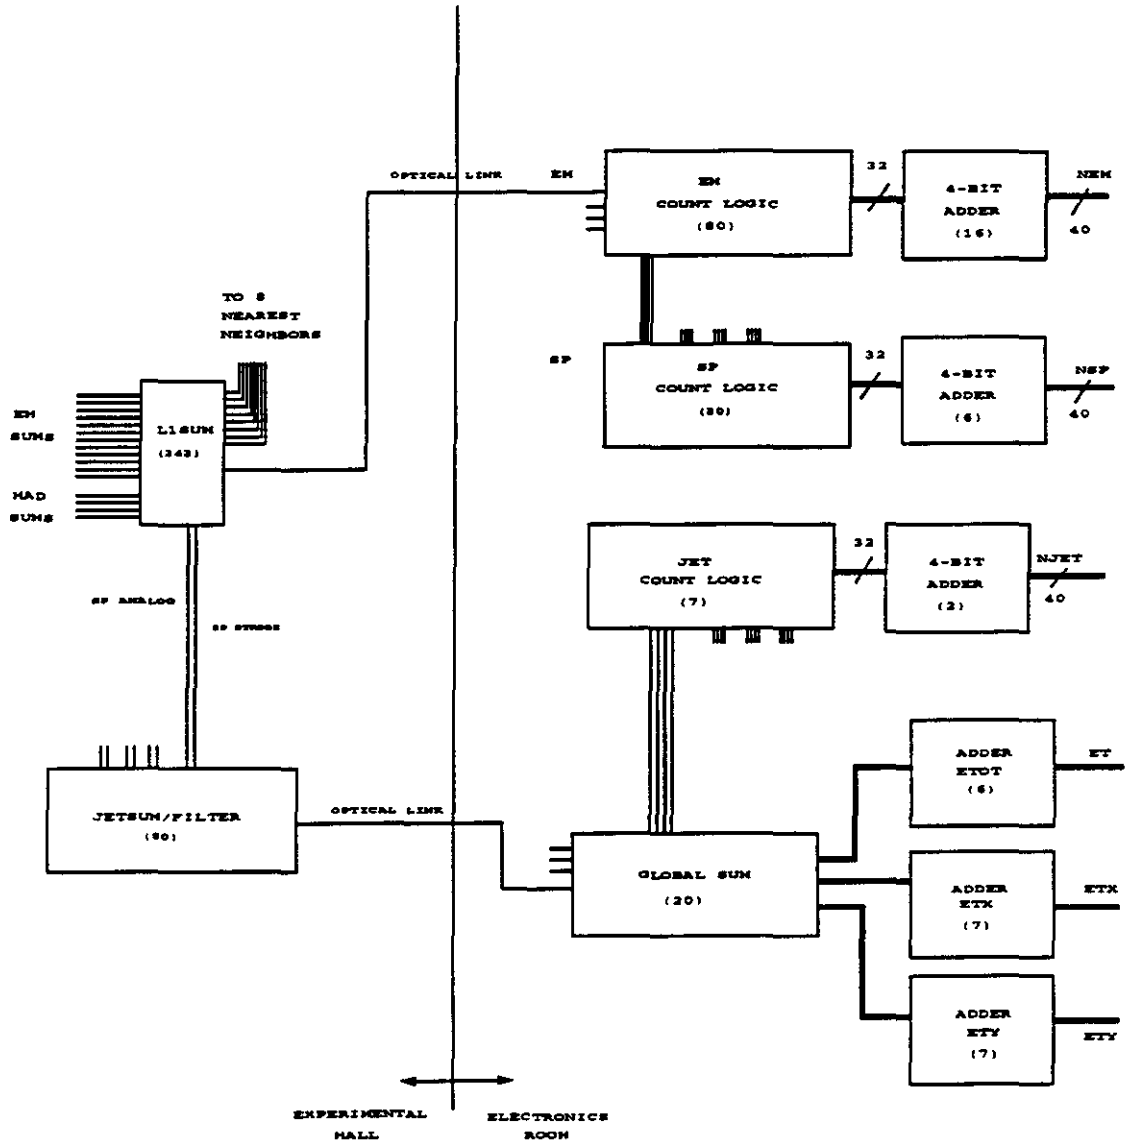 OPTICAL LINK
EM
EM
COUNT LOGIC
(80)
32
4-BIT
ADDER
(16)
NEM
40
TO 8
NEAREST
NEIGHBORS
SP
SP
COUNT LOGIC
32
4-BIT
ADDER
(6)
NSP
40
EM
SUMS
L1SUM
HAD
SUMS
SP ANALOG
JET
COUNT LOGIC
(7)
32
4-BIT
ADDER
(2)
NJET
40
JETSUM/FILTER
OPTICAL LINK
GLOBAL SUM
(20)
ADDER
ETOT
(6)
ET
ADDER
ETX
(7)
ETX
ADDER
ETY
(7)
ETY
EXPERIMENTAL
HALL
ELECTRONICS
ROOM